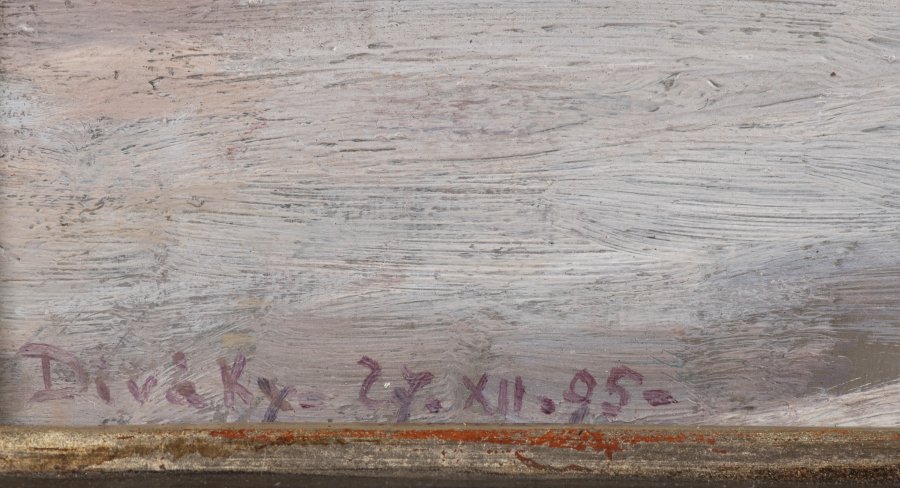 Diváky - 27. XII. 95 -